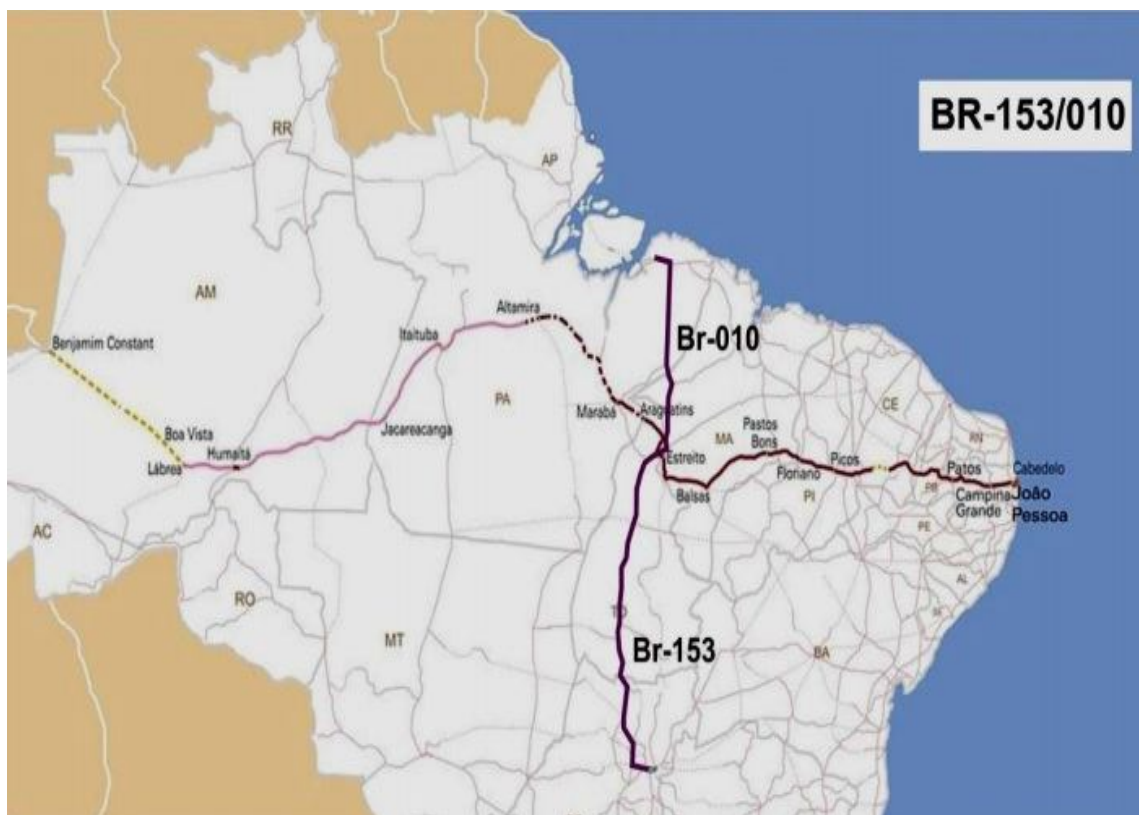 BR-153/010
RR
AP
AM
Altamira
Itaituba
Br-010
Benjamim Constant
PA
CE
Marabá
Araguatins
Jacareacanga
RN
Boa Vista
MA
Pastos
Bons
Humaitá
Lábrea
Estreito
Picos
Patos
Cabedelo
Floriano
Balsas
PI
PB
Campina
Grande
João
Pessoa
PE
AC
AL
RO
TO
SE
MT
Br-153
BA